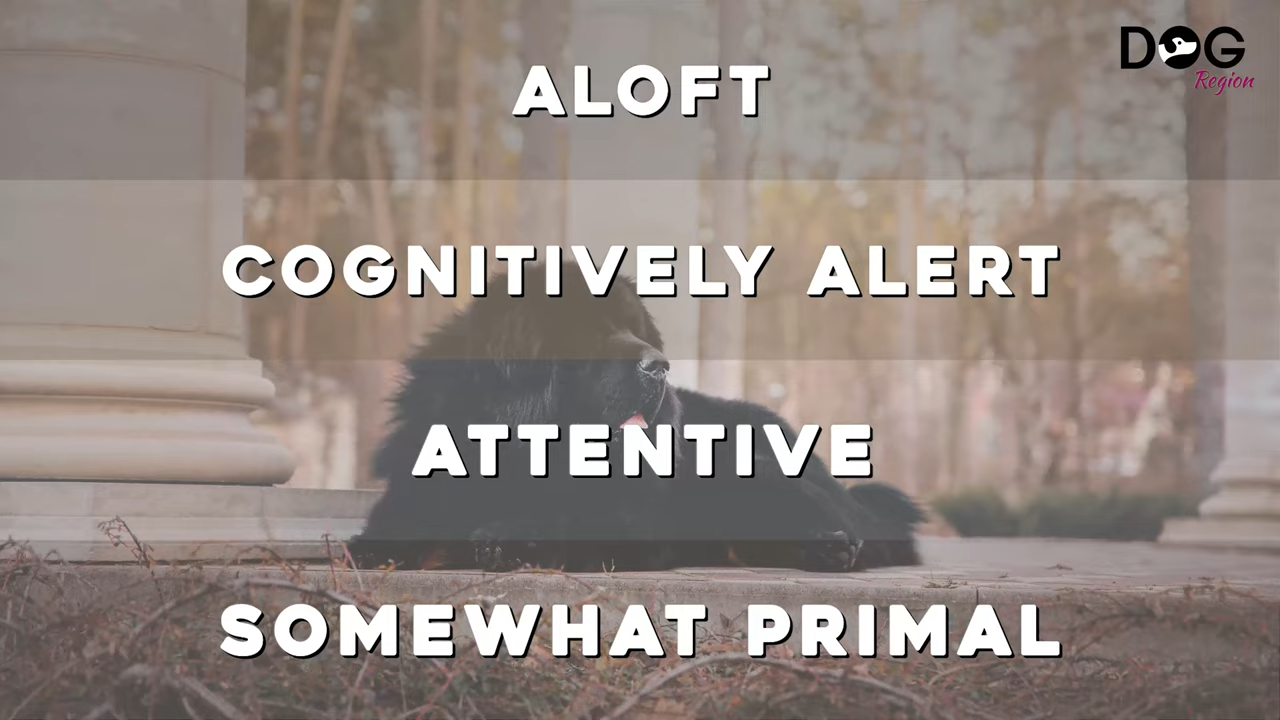 DOG
Region
ALOFT
COGNITIVELY ALERT
ATTENTIVE
SOMEWHAT PRIMAL